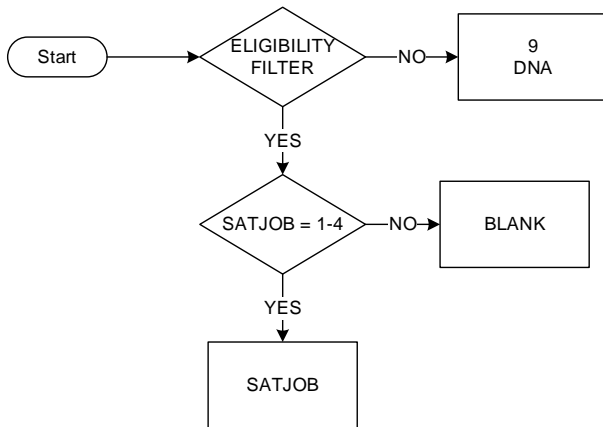 Start
ELIGIBILITY
FILTER
NO
9
DNA
YES
SATJOB = 1-4
NO
BLANK
YES
SATJOB